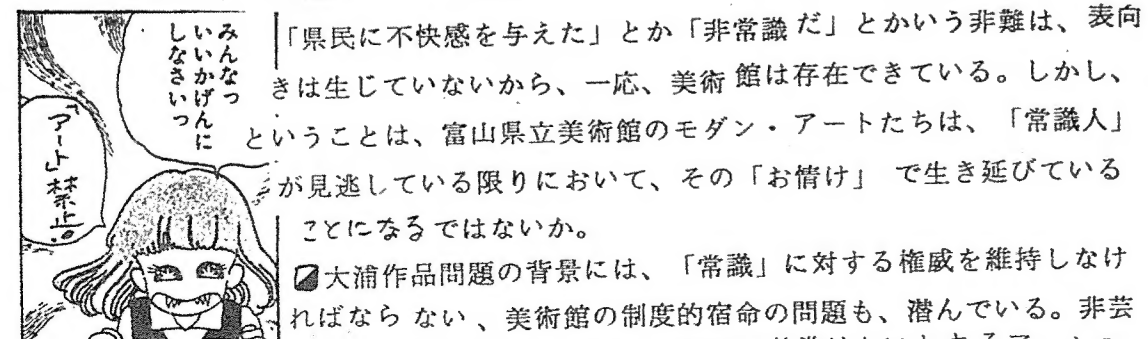 みんなっ
いいかげんに
しなさいっ
「アート」禁止。
「県民に不快感を与えた」とか「非常識だ」とかいう非難は、表向
きは生じていないから、一応、美術館は存在できている。しかし、
ということは、富山県立美術館のモダン・アートたちは、「常識人」
が見逃している限りにおいて、その「お情け」で生き延びている
ことになるではないか。
大浦作品問題の背景には、「常識」に対する権威を維持しなけ
ればならない、美術館の制度的宿命の問題も、潜んでいる。非芸